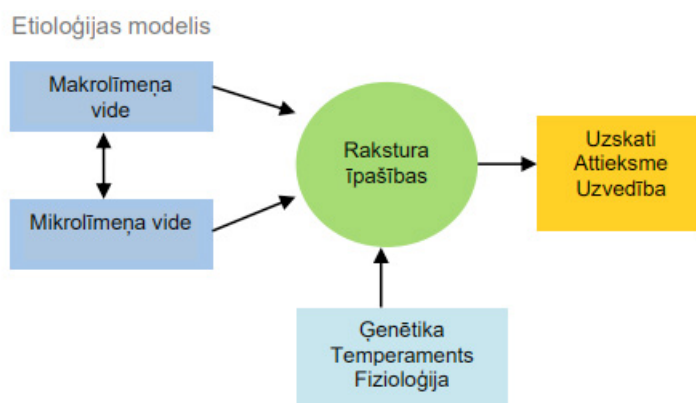 Etioloģijas modelis
Makrolīmeņa
vide
Mikrolīmeņa vide
Rakstura
īpašības
Uzskati
Attieksme
Uzvedība
Ģenētika
Temperaments
Fizioloģija